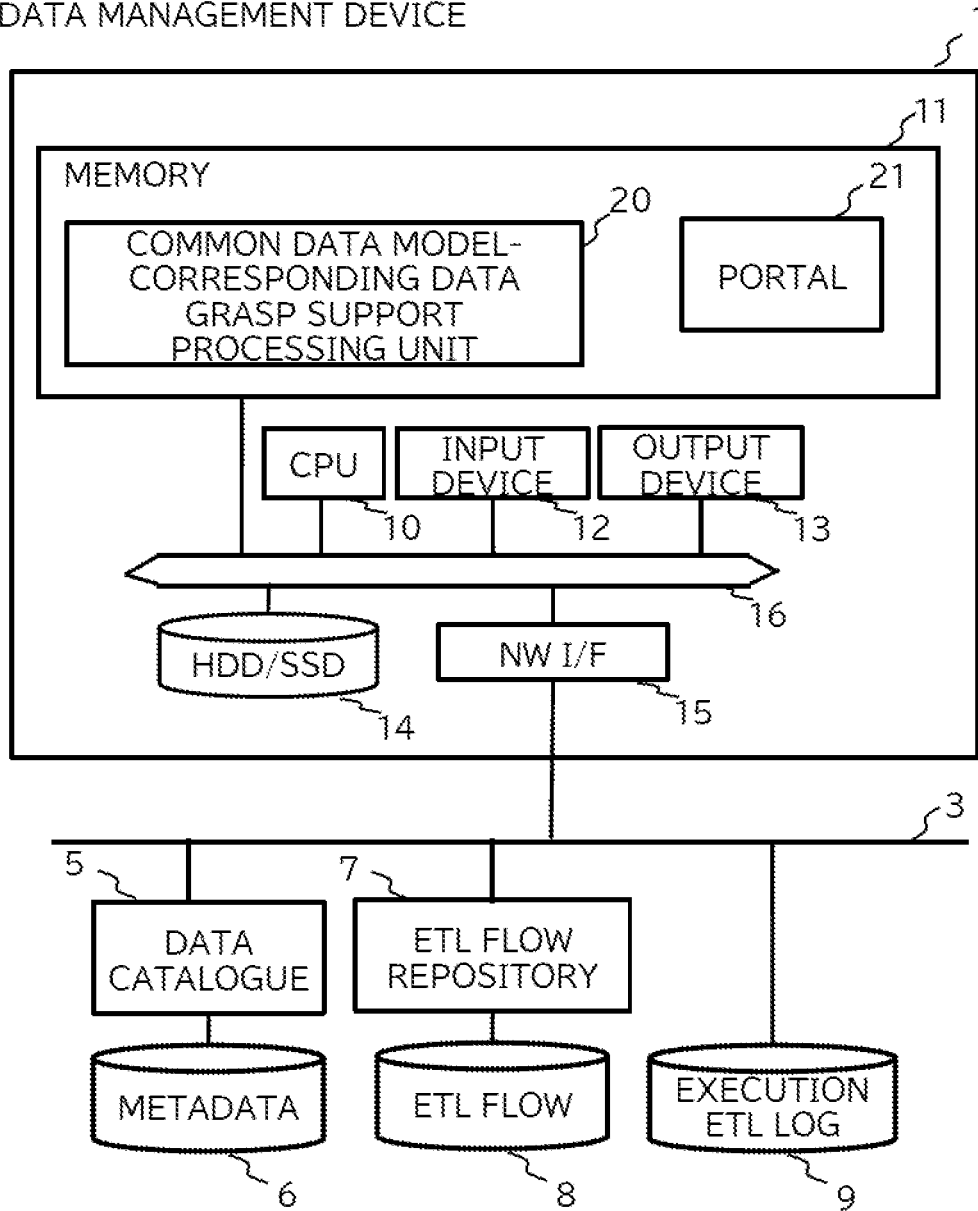 DATA MANAGEMENT DEVICE
11
MEMORY
20
21
COMMON DATA MODEL-
CORRESPONDING DATA
GRASP SUPPORT
PROCESSING UNIT
PORTAL
CPU
INPUT
DEVICE
OUTPUT
DEVICE
10
12
13
16
HDD/SSD
NW I/F
14
15
3
5
7
DATA
CATALOGUE
ETL FLOW
REPOSITORY
METADATA
ETL FLOW
EXECUTION
ETL LOG
6
8
9